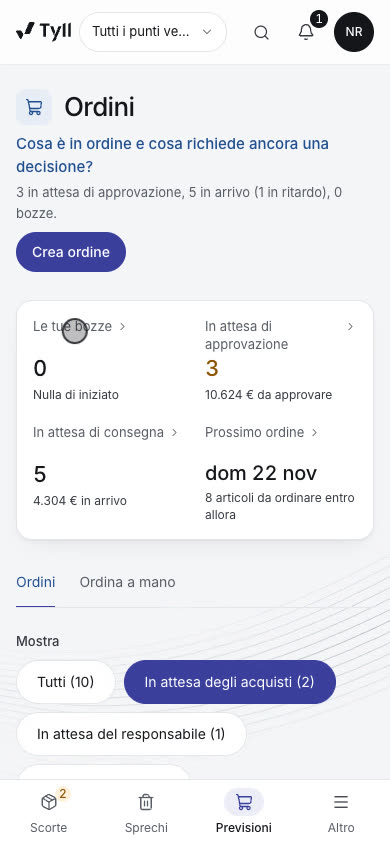 Tyll
Tutti i punti ve...
1
NR
Ordini
Cosa è in ordine e cosa richiede ancora una
decisione?
3 in attesa di approvazione, 5 in arrivo (1 in ritardo), 0
bozze.
Crea ordine
Le tue bozze
0
Nulla di iniziato
In attesa di
approvazione
3
10.624 € da approvare
In attesa di consegna
5
4.304 € in arrivo
Prossimo ordine
dom 22 nov
8 articoli da ordinare entro
allora
Ordini
Ordina a mano
Mostra
Tutti (10)
In attesa degli acquisti (2)
In attesa del responsabile (1)
2
Scorte
Sprechi
Previsioni
Altro